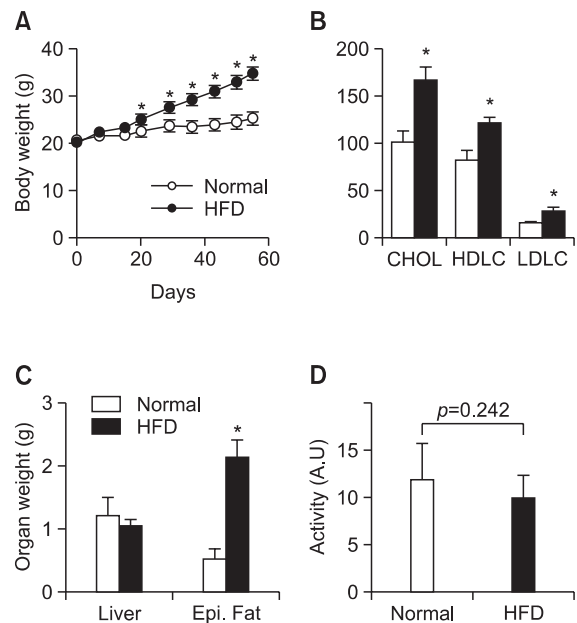 A
Body weight (g)
40
30
20
10
0
0
20
40
60
Days
Normal
HFD
* * * * * *
B
200
150
100
50
0
* * *
CHOL HDLC LDLC
C
Organ weight (g)
3
2
1
0
Normal
HFD
*
Liver Epi. Fat
D
Activity (A.U)
20
15
10
5
0
p=0.242
Normal HFD